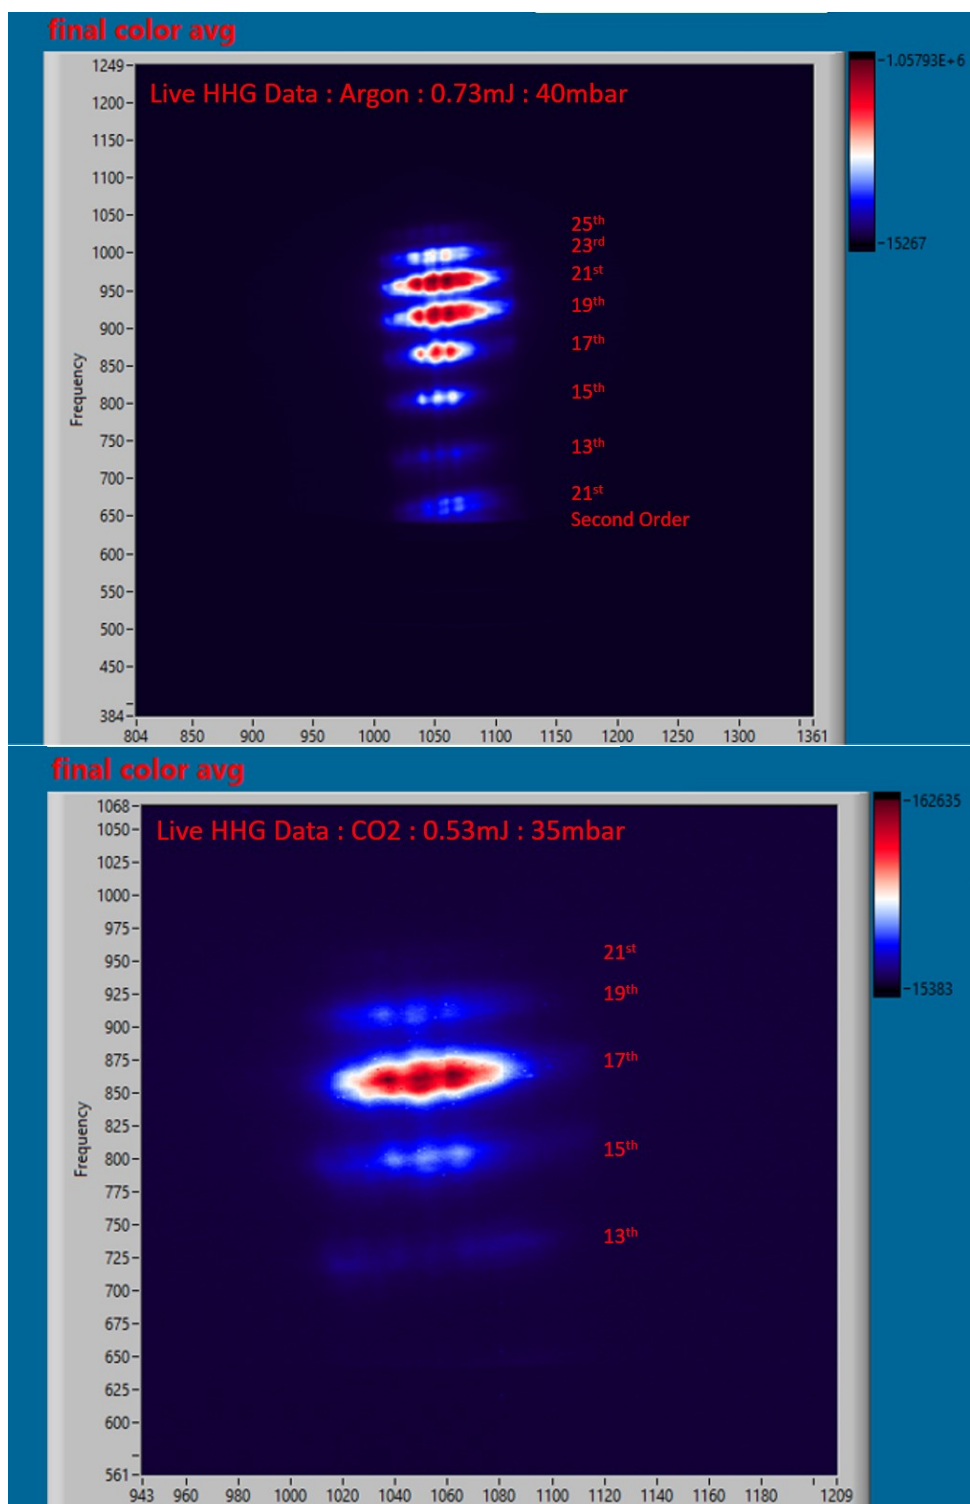 final color avg
Live HHG Data : Argon : 0.73mJ : 40mbar
1249
1200
1150
1100
1050
1000
950
900
850
800
750
700
650
600
550
500
450
384
Frequency
25th
23rd
21st
19th
17th
15th
13th
21st
Second Order
804 850 900 950 1000 1050 1100 1150 1200 1250 1300 1361
1.05793E+6
15267
final color avg
Live HHG Data : CO2 : 0.53mJ : 35mbar
1068
1050
1025
1000
975
950
925
900
875
850
825
800
775
750
725
700
675
650
625
600
561
Frequency
21st
19th
17th
15th
13th
943 960 980 1000 1020 1040 1060 1080 1100 1120 1140 1160 1180 1209
162635
15383